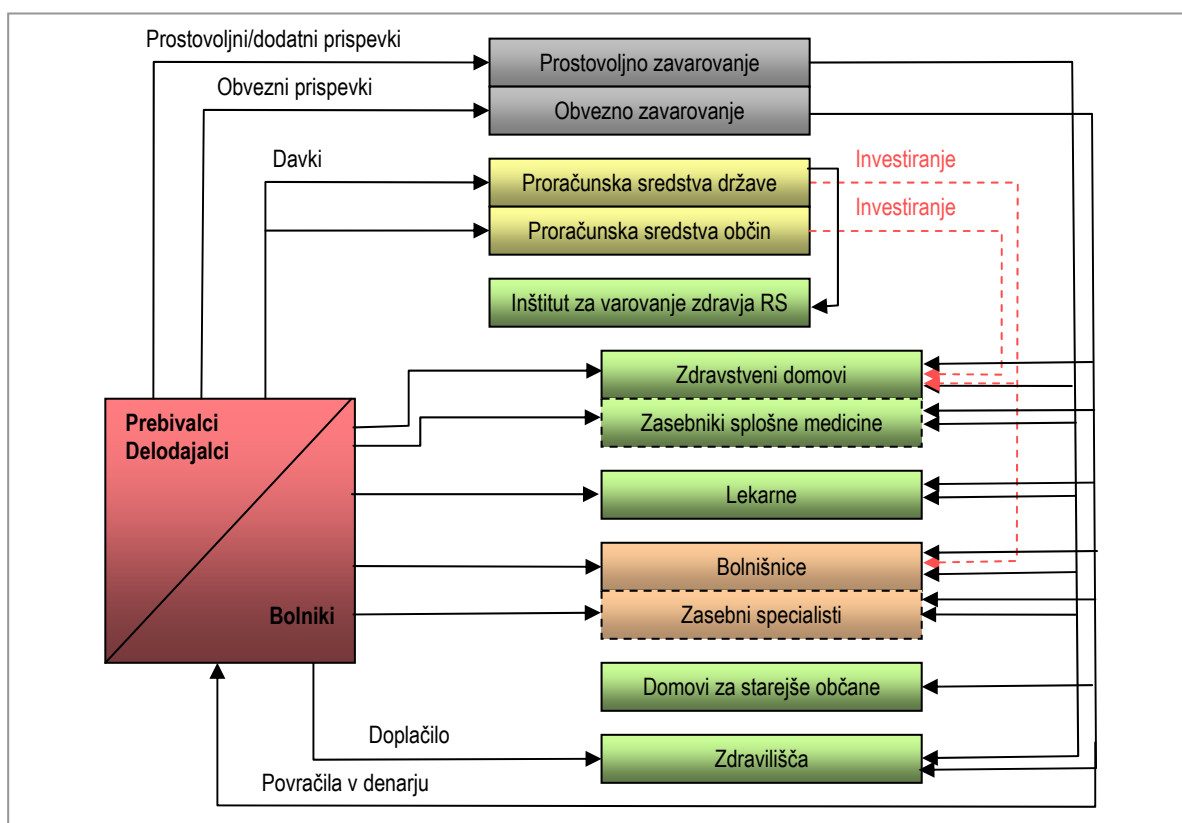 Prostovoljni/dodatni prispevki
Prostovoljno zavarovanje
Obvezni prispevki
Obvezno zavarovanje
Davki
Proračunska sredstva države
Investiranje
Proračunska sredstva občin
Investiranje
Inštitut za varovanje zdravja RS
Zdravstveni domovi
Zasebniki splošne medicine
Prebivalci
Delodajalci
Lekarne
Bolnišnice
Bolniki
Zasebni specialisti
Domovi za starejše občane
Doplačilo
Zdravilišča
Povračila v denarju